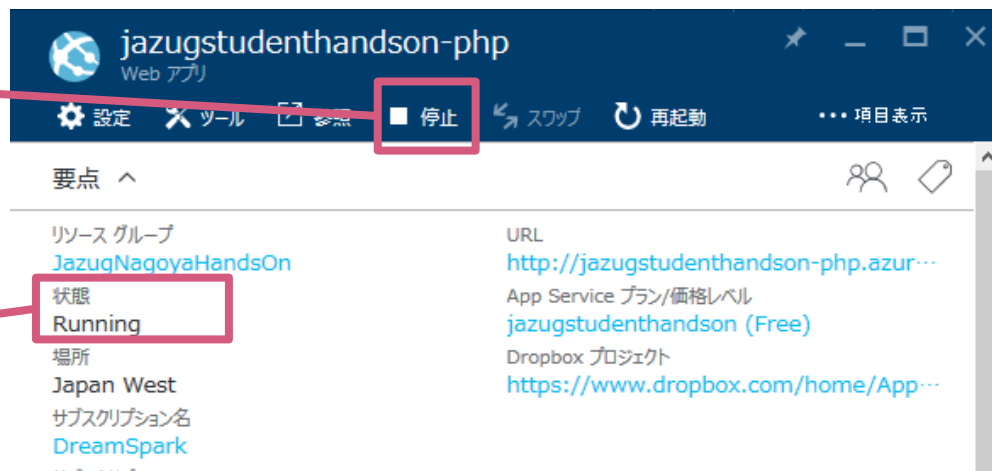 jazugstudenthandson-php
Web アプリ
設定 ツール 参照 停止 スワップ 再起動 ••• 項目表示
要点
リソース グループ
JazugNagoyaHandsOn
状態
Running
場所
Japan West
サブスクリプション名
DreamSpark
URL
http://jazugstudenthandson-php.azur…
App Service プラン/価格レベル
jazugstudenthandson (Free)
Dropbox プロジェクト
https://www.dropbox.com/home/App…